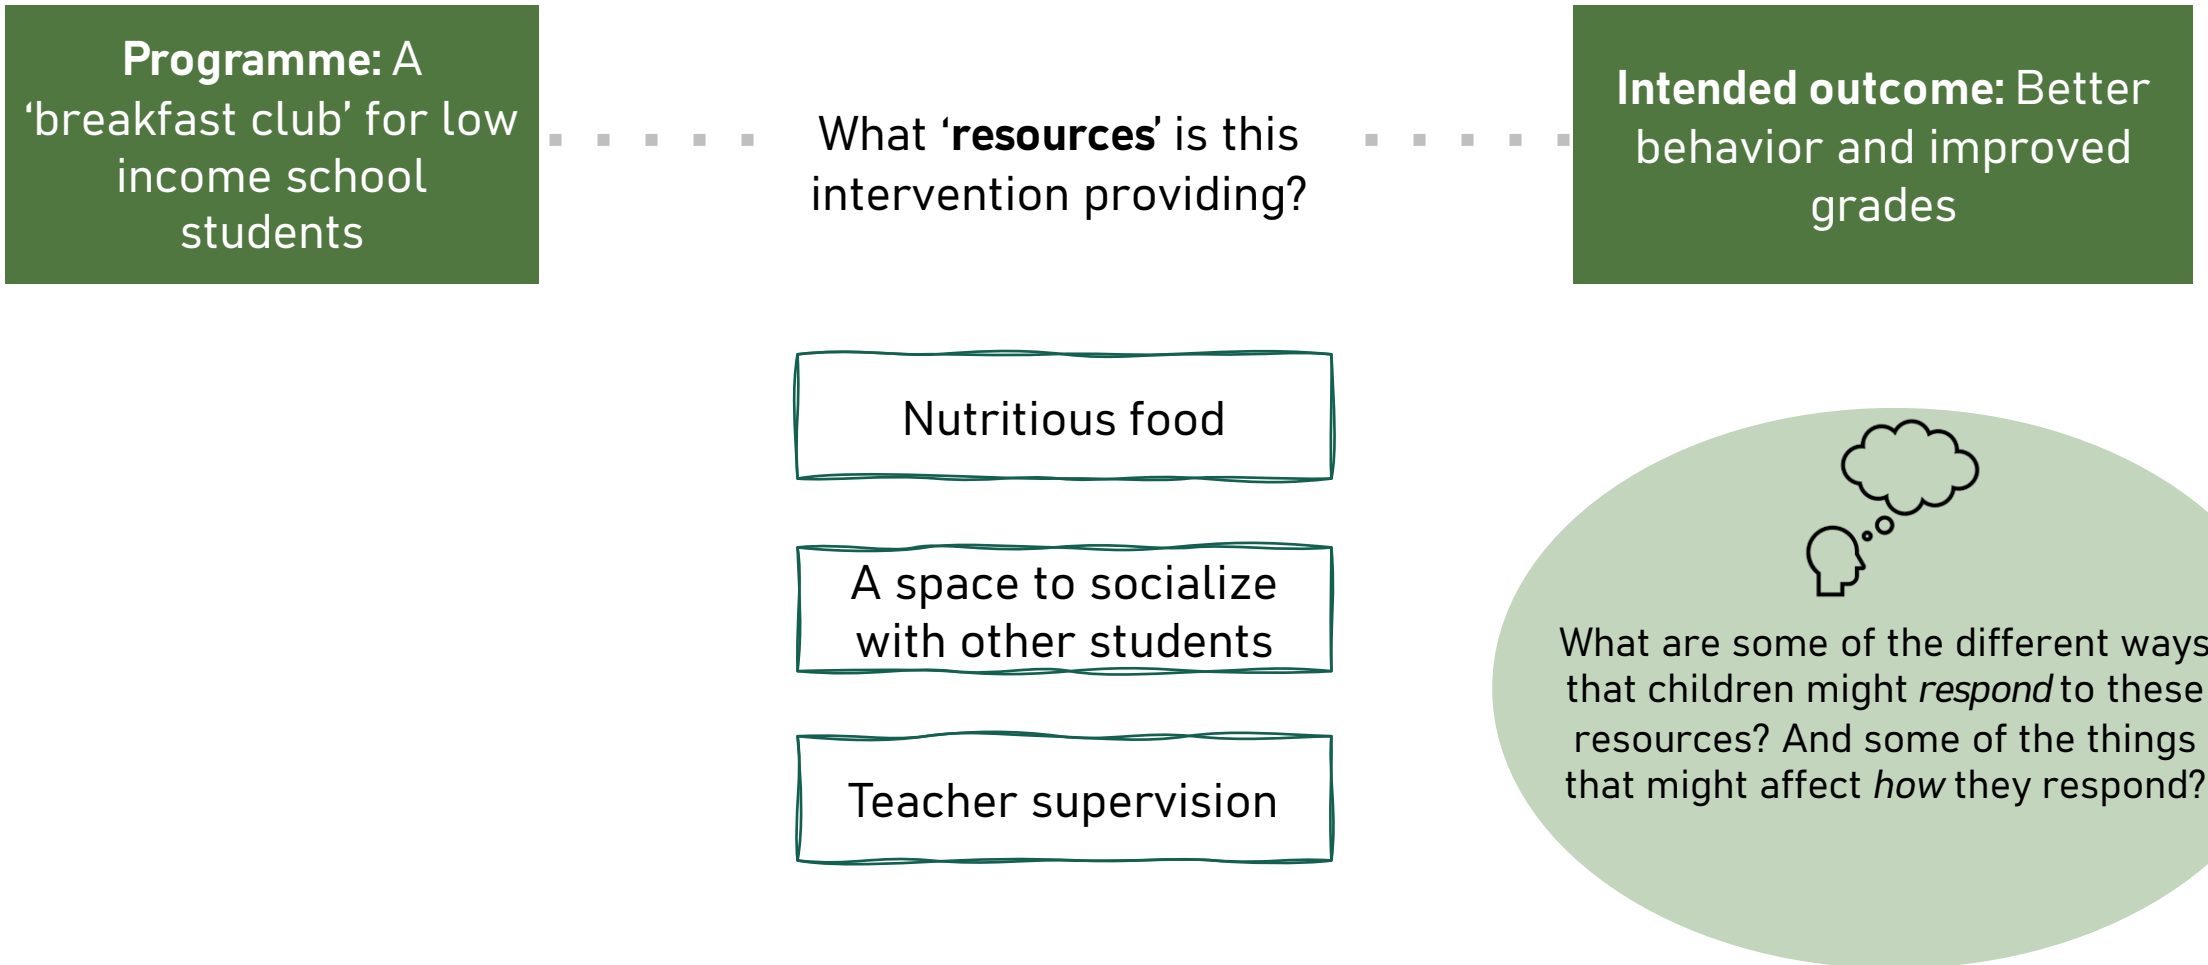 Programme: A
‘breakfast club’ for low
income school
students
What ‘resources’ is this
intervention providing?
Intended outcome: Better
behavior and improved
grades
Nutritious food
A space to socialize
with other students
Teacher supervision
What are some of the different ways
that children might respond to these
resources? And some of the things
that might affect how they respond?